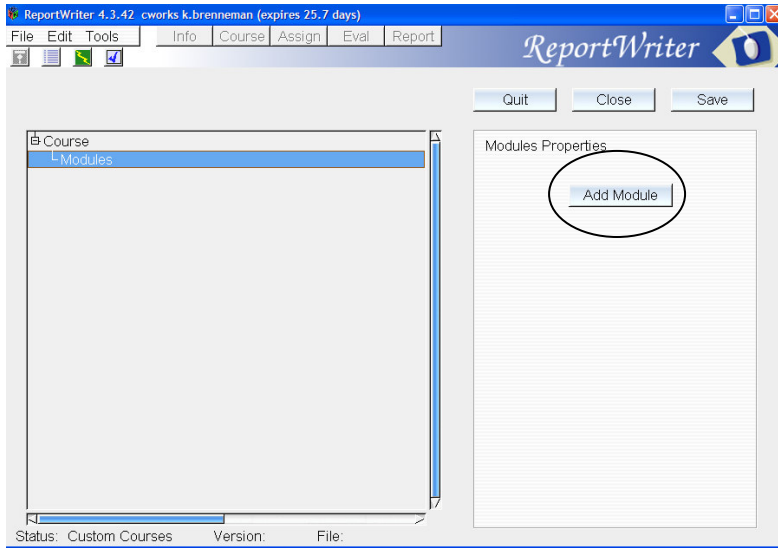 ReportWriter 4.3.42 cworks k.brenneman (expires 25.7 days)
File Edit Tools Info Course Assign Eval Report
ReportWriter
Quit Close Save
Course
Modules
Modules Properties
Add Module
Status: Custom Courses Version: File: